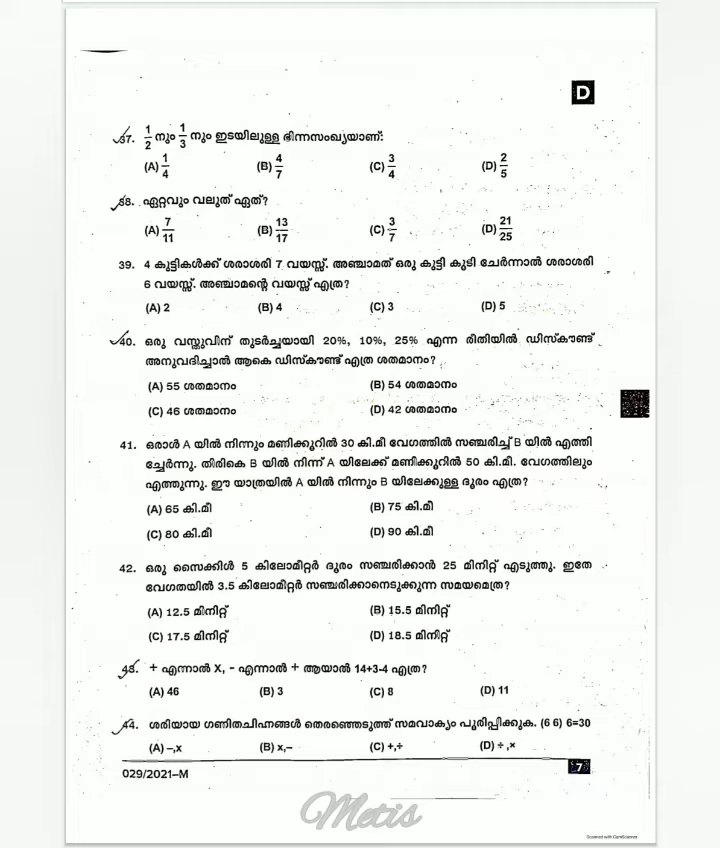 D
37. 1/2 നും 1/3 നും ഇടയിലുള്ള ഭിന്നസംഖ്യയാണ്:
(A) 1/4 (B) 4/7 (C) 3/4 (D) 2/5
38. ഏറ്റവും വലുത് ഏത്?
(A) 7/11 (B) 13/17 (C) 3/7 (D) 21/25
39. 4 കുട്ടികൾക്ക് ശരാശരി 7 വയസ്സ്. അഞ്ചാമത് ഒരു കുട്ടി കൂടി ചേർന്നാൽ ശരാശരി
6 വയസ്സ്. അഞ്ചാമന്റെ വയസ്സ് എത്ര?
(A) 2 (B) 4 (C) 3 (D) 5
40. ഒരു വസ്തുവിന് തുടർച്ചയായി 20%, 10%, 25% എന്ന രീതിയിൽ ഡിസ്കൗണ്ട്
അനുവദിച്ചാൽ ആകെ ഡിസ്കൗണ്ട് എത്ര ശതമാനം?
(A) 55 ശതമാനം (B) 54 ശതമാനം
(C) 46 ശതമാനം (D) 42 ശതമാനം
41. ഒരാൾ A യിൽ നിന്നും മണിക്കൂറിൽ 30 കി.മീ വേഗത്തിൽ സഞ്ചരിച്ച് B യിൽ എത്തി
ച്ചേർന്നു. തിരികെ B യിൽ നിന്ന് A യിലേക്ക് മണിക്കൂറിൽ 50 കി.മീ. വേഗത്തിലും
എത്തുന്നു. ഈ യാത്രയിൽ A യിൽ നിന്നും B യിലേക്കുള്ള ദൂരം എത്ര?
(A) 65 കി.മീ (B) 75 കി.മീ
(C) 80 കി.മീ (D) 90 കി.മീ
42. ഒരു സൈക്കിൾ 5 കിലോമീറ്റർ ദൂരം സഞ്ചരിക്കാൻ 25 മിനിറ്റ് എടുത്തു. ഇതേ
വേഗതയിൽ 3.5 കിലോമീറ്റർ സഞ്ചരിക്കാനെടുക്കുന്ന സമയമെത്ര?
(A) 12.5 മിനിറ്റ് (B) 15.5 മിനിറ്റ്
(C) 17.5 മിനിറ്റ് (D) 18.5 മിനിറ്റ്
43. + എന്നാൽ X, - എന്നാൽ + ആയാൽ 14+3-4 എത്ര?
(A) 46 (B) 3 (C) 8 (D) 11
44. ശരിയായ ഗണിതചിഹ്നങ്ങൾ തെരഞ്ഞെടുത്ത് സമവാക്യം പൂരിപ്പിക്കുക. (6 6) 6=30
(A) –,x (B) x,– (C) +,÷ (D) ÷ ,×
029/2021–M 7
Metis
Scanned with CamScanner